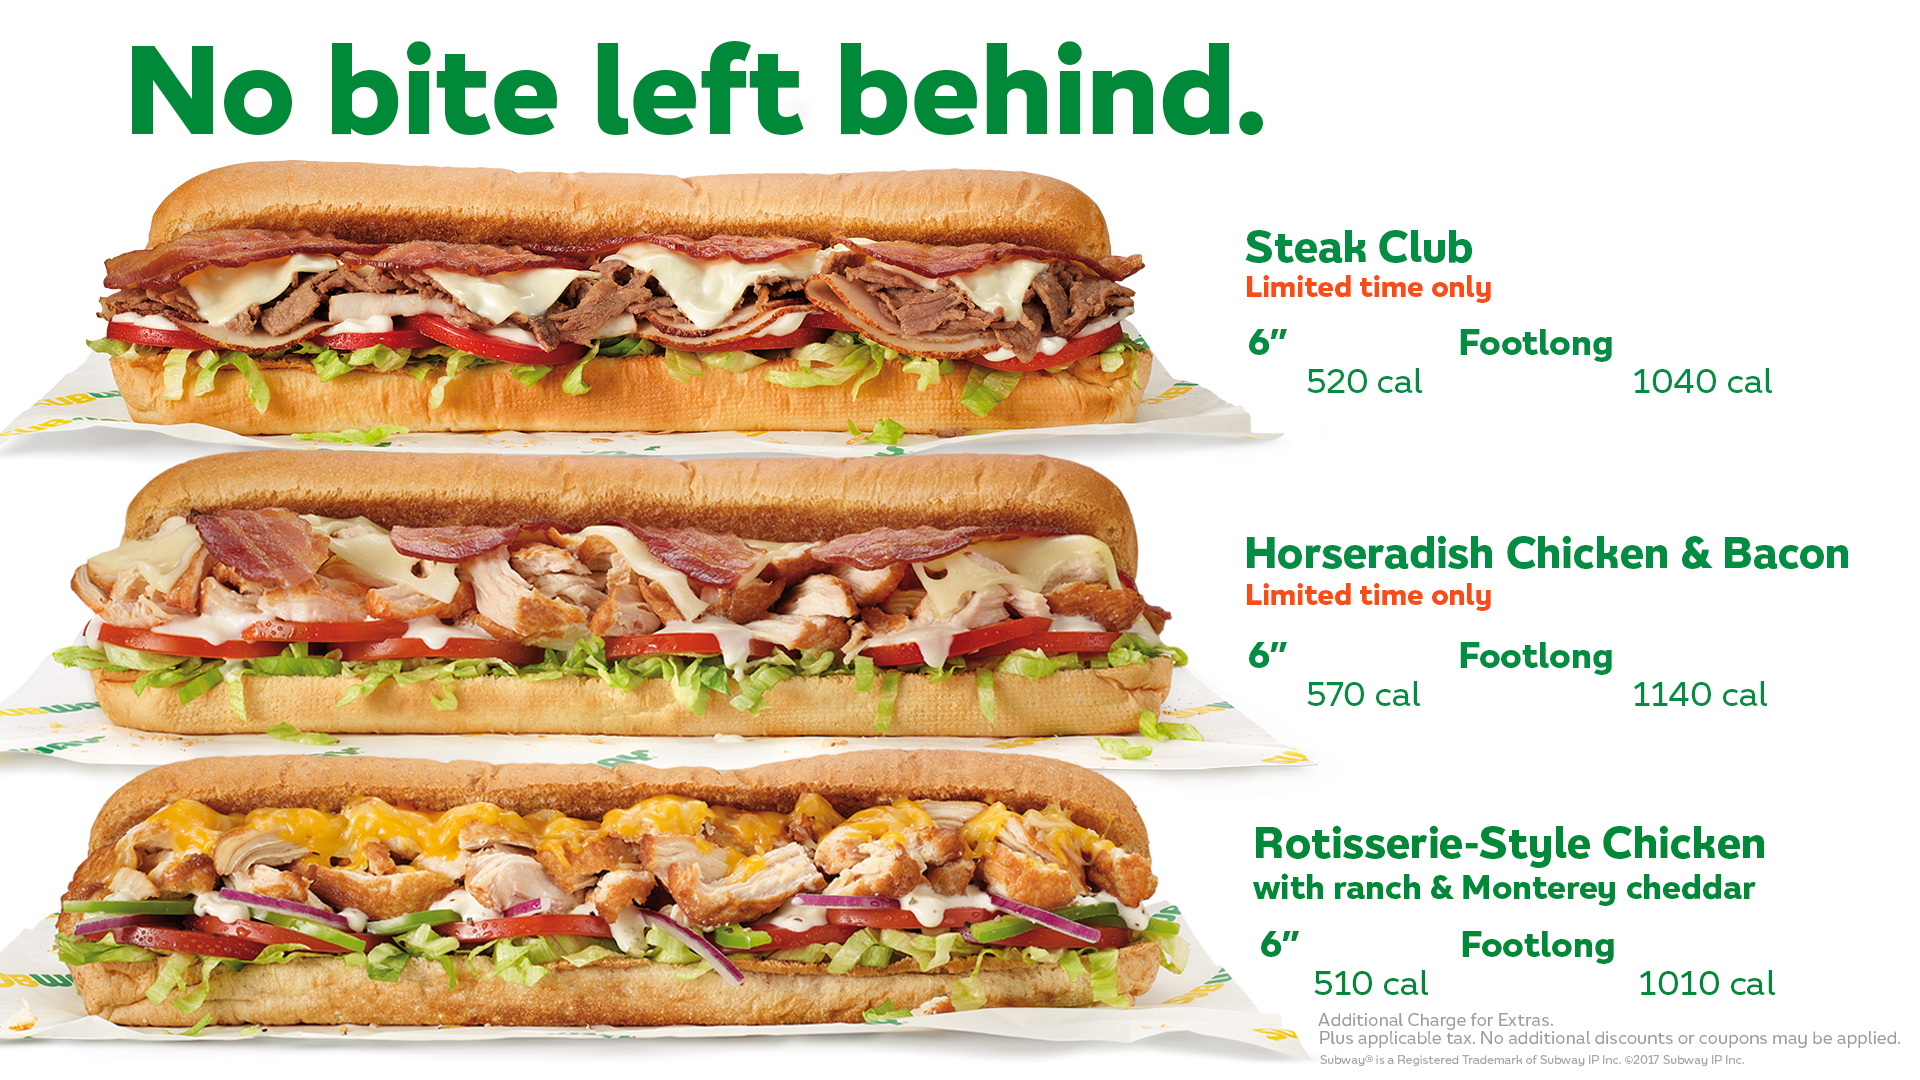 No bite left behind.
Steak Club
Limited time only
6″ Footlong
520 cal 1040 cal
Horseradish Chicken & Bacon
Limited time only
6″ Footlong
570 cal 1140 cal
Rotisserie-Style Chicken
with ranch & Monterey cheddar
6″ Footlong
510 cal 1010 cal
Additional Charge for Extras.
Plus applicable tax. No additional discounts or coupons may be applied.
Subway® is a Registered Trademark of Subway IP Inc. ©2017 Subway IP Inc.